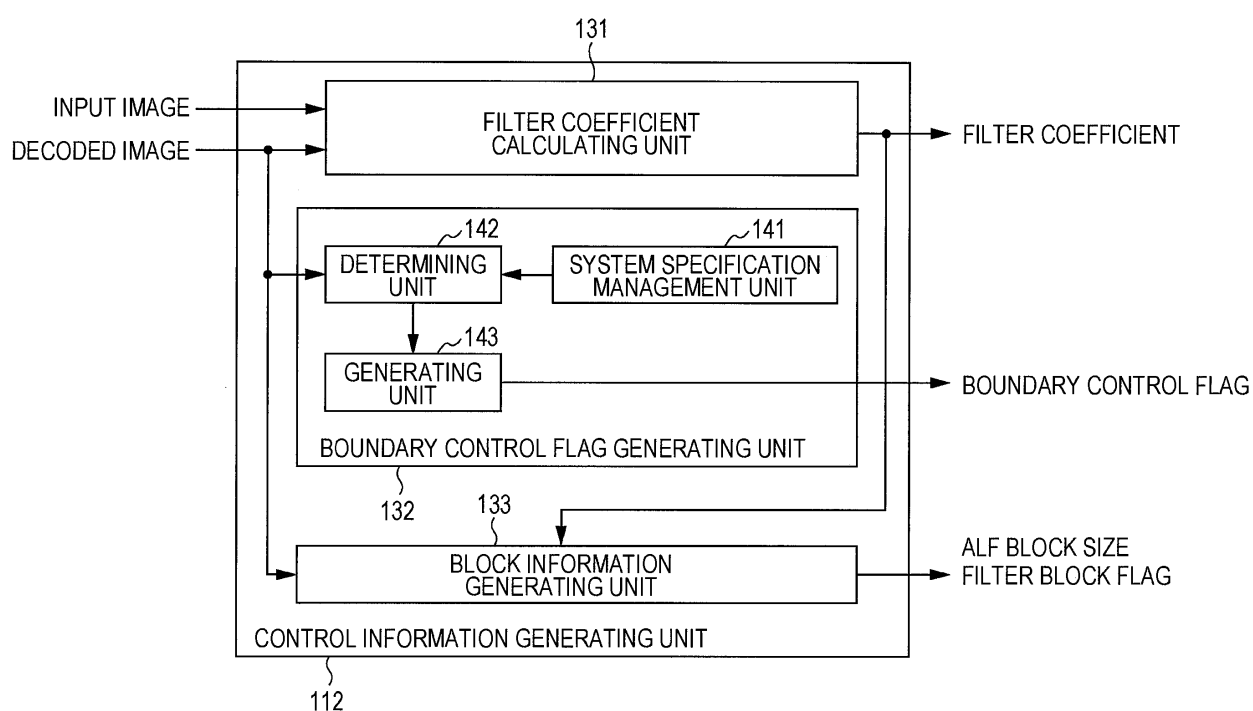 131
INPUT IMAGE
DECODED IMAGE
FILTER COEFFICIENT
CALCULATING UNIT
FILTER COEFFICIENT
142
141
DETERMINING
UNIT
SYSTEM SPECIFICATION
MANAGEMENT UNIT
143
GENERATING
UNIT
BOUNDARY CONTROL FLAG
BOUNDARY CONTROL FLAG GENERATING UNIT
132
133
BLOCK INFORMATION
GENERATING UNIT
ALF BLOCK SIZE
FILTER BLOCK FLAG
CONTROL INFORMATION GENERATING UNIT
112